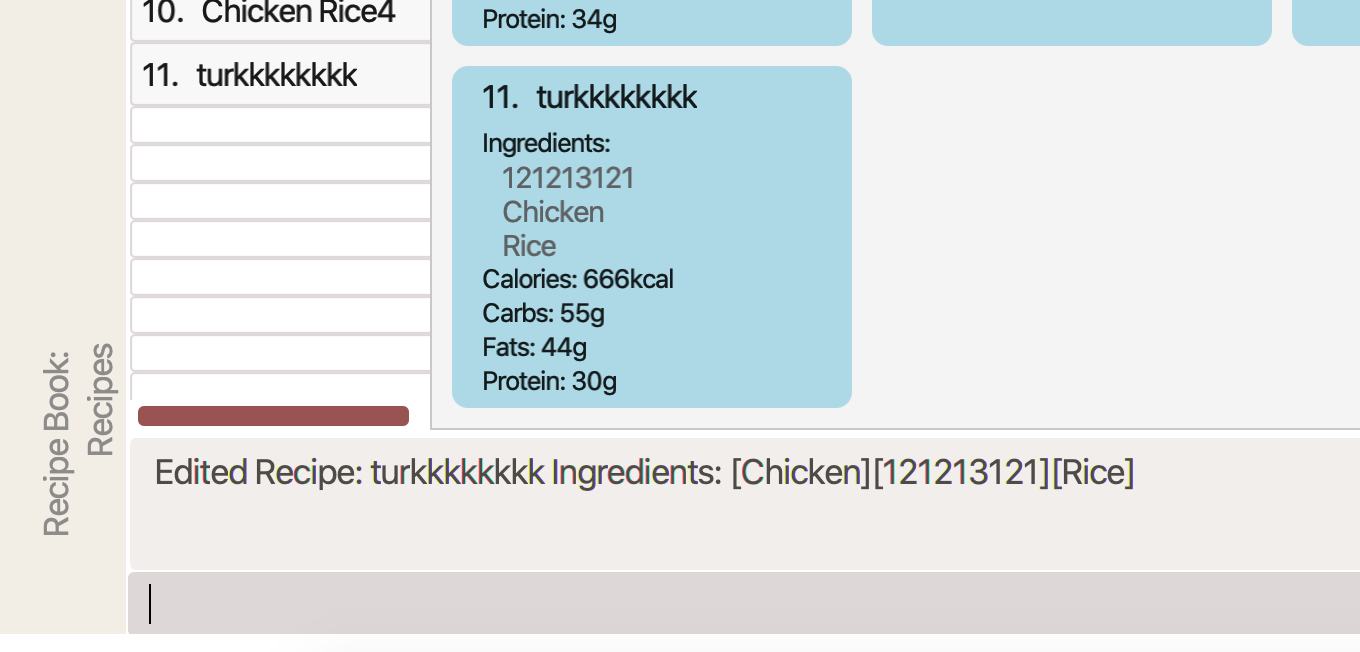 10. Chicken Rice4
11. turkkkkkkkk
Protein: 34g
11. turkkkkkkkk
Ingredients:
121213121
Chicken
Rice
Calories: 666kcal
Carbs: 55g
Fats: 44g
Protein: 30g
Recipe Book:
Recipes
Edited Recipe: turkkkkkkkk Ingredients: [Chicken][121213121][Rice]